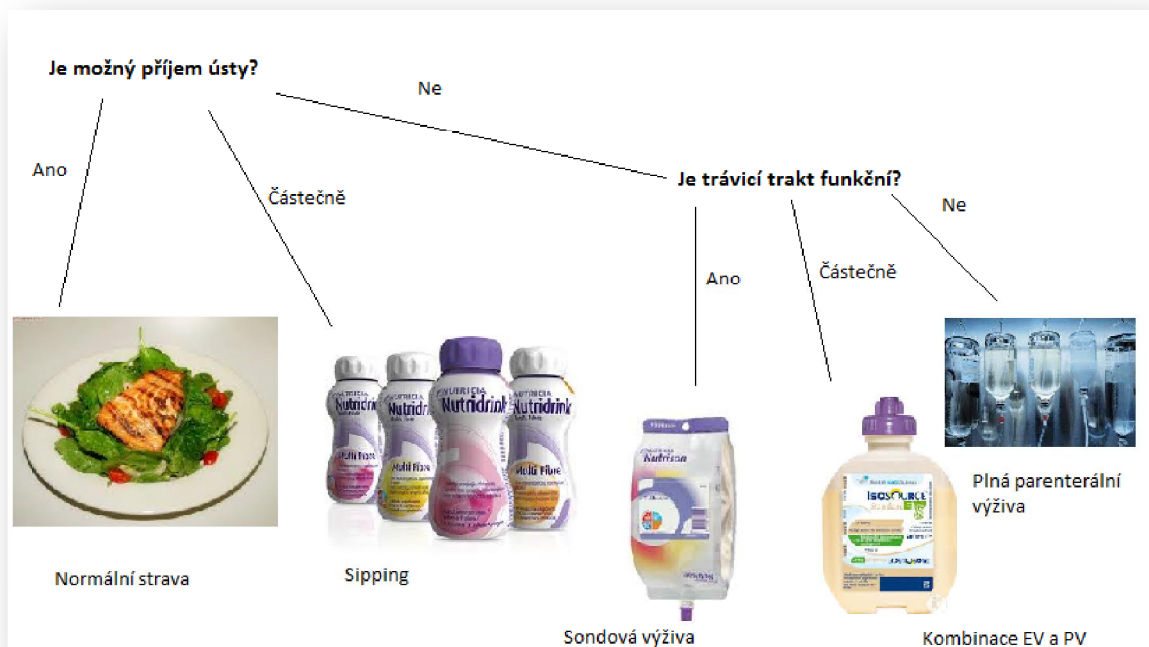 Je možný příjem ústy?
Ne
Ano
Částečně
Je trávicí trakt funkční?
Ne
Ano
Částečně
NUTRICIA
Nutridrink
Multi Fibre
Nutridrink
Multi Fibre
Nutridrink
Multi Fibre
Nutridrink
Multi Fibre
Nutrison
ISOSOURCE
Plná parenterální
výživa
Normální strava
Sipping
Sondová výživa
Kombinace EV a PV